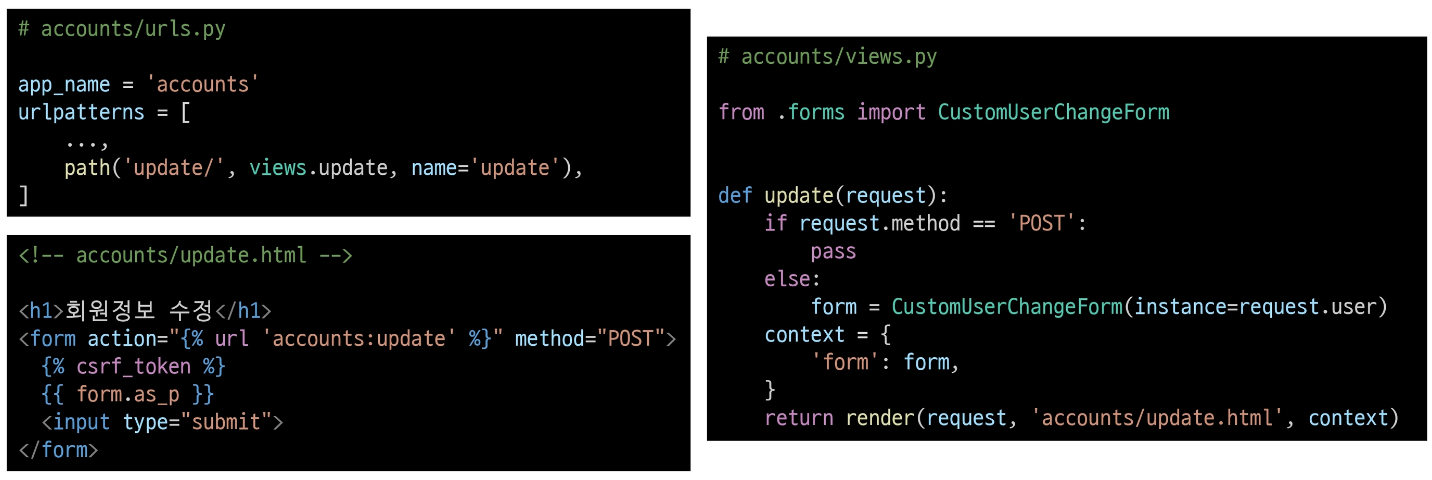 # accounts/urls.py
app_name = 'accounts'
urlpatterns = [
    ...,
    path('update/', views.update, name='update'),
]
<!-- accounts/update.html -->
<h1>회원정보 수정</h1>
<form action="{% url 'accounts:update' %}" method="POST">
  {% csrf_token %}
  {{ form.as_p }}
  <input type="submit">
</form>
# accounts/views.py
from .forms import CustomUserChangeForm
def update(request):
    if request.method == 'POST':
        pass
    else:
        form = CustomUserChangeForm(instance=request.user)
    context = {
        'form': form,
    }
    return render(request, 'accounts/update.html', context)